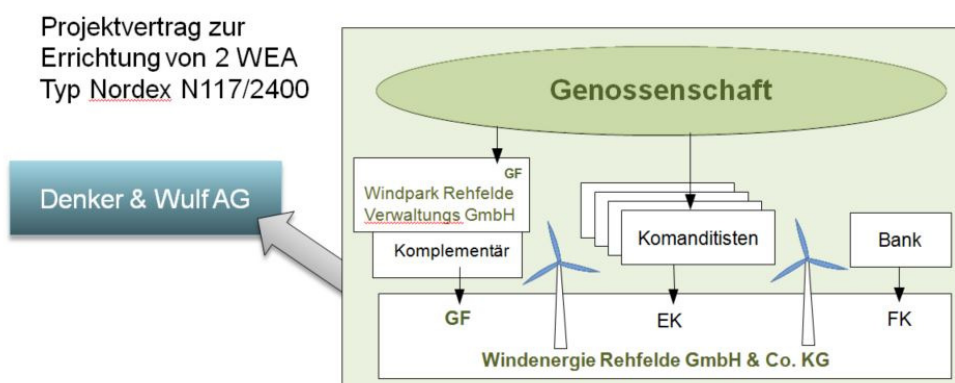 Projektvertrag zur
Errichtung von 2 WEA
Typ Nordex N117/2400
Denker & Wulf AG
Genossenschaft
GF
Windpark Rehfelde
Verwaltungs GmbH
Komplementär
Komanditisten
Bank
GF
EK
FK
Windenergie Rehfelde GmbH & Co. KG